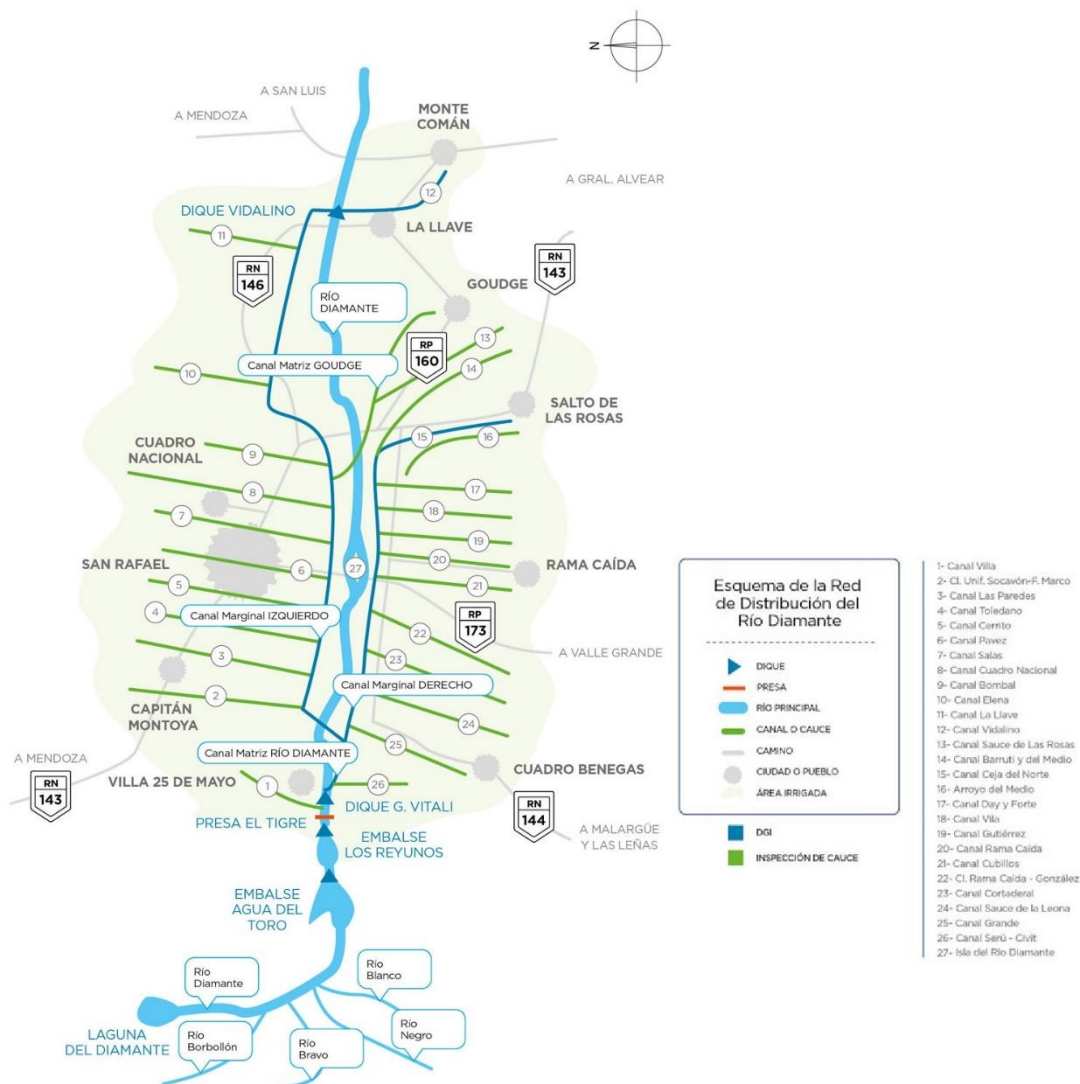 N
A SAN LUIS
A MENDOZA
MONTE
COMÁN
A GRAL. ALVEAR
12
DIQUE VIDALINO
LA LLAVE
11
RN
146
RN
143
GOUDGE
RÍO
DIAMANTE
13
RP
160
Canal Matriz GOUDGE
14
10
SALTO DE
LAS ROSAS
15
16
CUADRO
NACIONAL
9
8
17
18
7
19
SAN RAFAEL
6
27
20
RAMA CAÍDA
5
21
4
Canal Marginal IZQUIERDO
RP
173
22
A VALLE GRANDE
3
23
Canal Marginal DERECHO
2
CAPITÁN
MONTOYA
24
25
Canal Matriz RÍO DIAMANTE
A MENDOZA
RN
143
VILLA 25 DE MAYO
1
26
CUADRO BENEGAS
DIQUE G. VITALI
PRESA EL TIGRE
RN
144
EMBALSE
LOS REYUNOS
A MALARGÜE
Y LAS LEÑAS
EMBALSE
AGUA DEL
TORO
Río
Diamante
Río
Blanco
LAGUNA
DEL DIAMANTE
Río
Borbollón
Río
Bravo
Río
Negro
Esquema de la Red
de Distribución del
Río Diamante
DIQUE
PRESA
RÍO PRINCIPAL
CANAL O CAUCE
CAMINO
CIUDAD O PUEBLO
ÁREA IRRIGADA
DGI
INSPECCIÓN DE CAUCE
1- Canal Villa
2- Cl. Unif. Socavón-F. Marco
3- Canal Las Paredes
4- Canal Toledano
5- Canal Cerrito
6- Canal Pavez
7- Canal Salas
8- Canal Cuadro Nacional
9- Canal Bombal
10- Canal Elena
11- Canal La Llave
12- Canal Vidalino
13- Canal Sauce de Las Rosas
14- Canal Barruti y del Medio
15- Canal Ceja del Norte
16- Arroyo del Medio
17- Canal Day y Forte
18- Canal Vila
19- Canal Gutiérrez
20- Canal Rama Caída
21- Canal Cubillos
22- Cl. Rama Caída - González
23- Canal Cortaderal
24- Canal Sauce de la Leona
25- Canal Grande
26- Canal Serú - Civit
27- Isla del Río Diamante